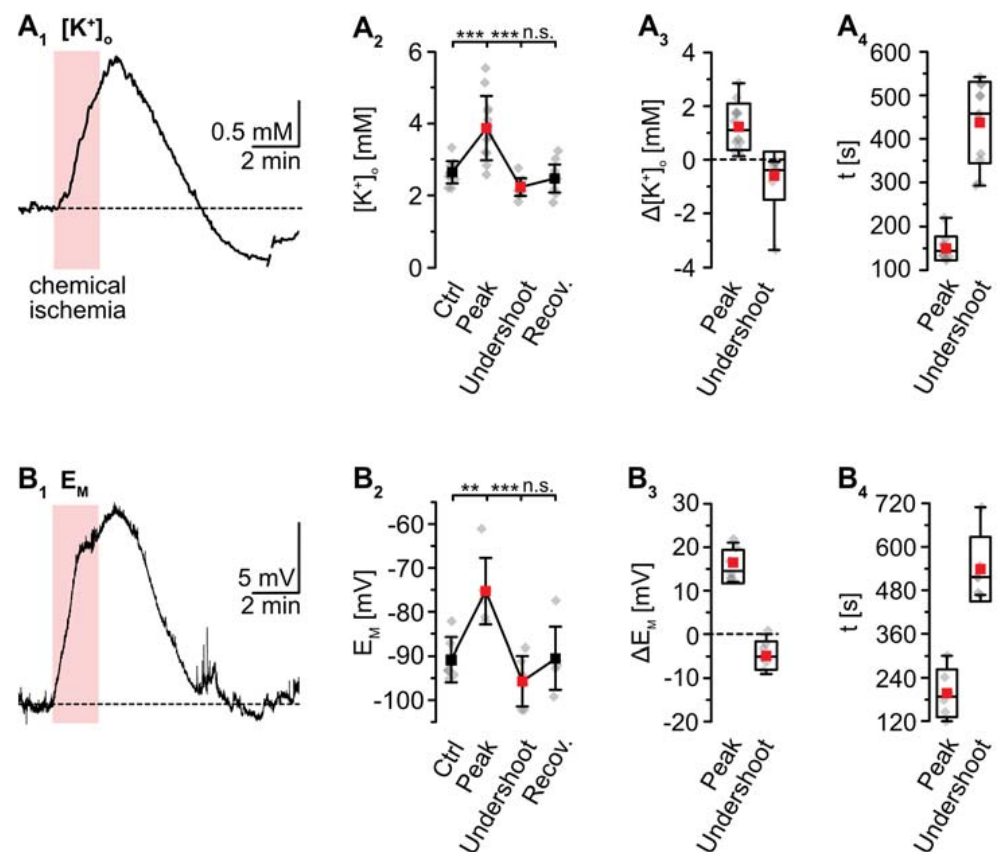 A₁ [K⁺]ₒ
0.5 mM
2 min
chemical
ischemia
A₂
*** *** n.s.
[K⁺]ₒ [mM]
6
4
2
0
Ctrl
Peak
Undershoot
Recov.
A₃
Δ[K⁺]ₒ [mM]
4
2
0
-2
-4
Peak
Undershoot
A₄
t [s]
600
500
400
300
200
100
Peak
Undershoot
B₁ E_M
5 mV
2 min
B₂
** *** n.s.
E_M [mV]
-60
-70
-80
-90
-100
Ctrl
Peak
Undershoot
Recov.
B₃
ΔE_M [mV]
30
20
10
0
-10
-20
Peak
Undershoot
B₄
t [s]
720
600
480
360
240
120
Peak
Undershoot